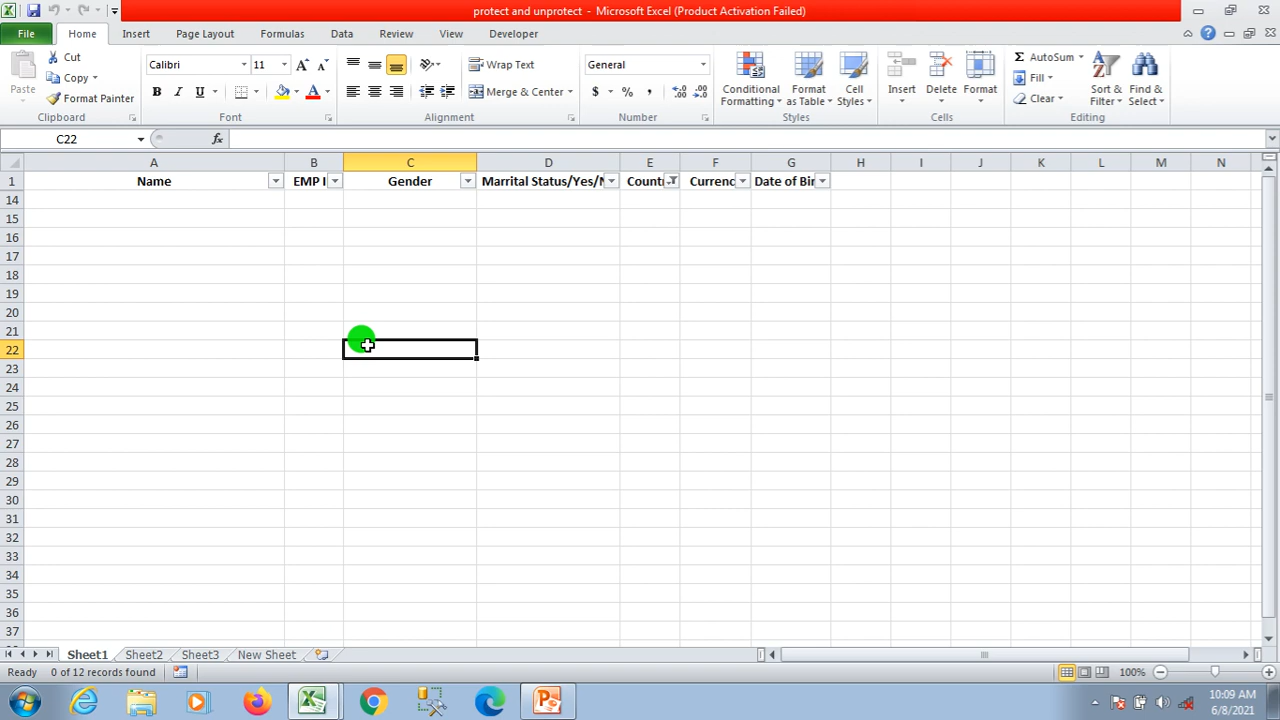 protect and unprotect - Microsoft Excel (Product Activation Failed)
File Home Insert Page Layout Formulas Data Review View Developer
Paste
Cut
Copy
Format Painter
Clipboard
Calibri 11
B I U
Font
Wrap Text
Merge & Center
Alignment
General
$ % ,
Number
Conditional Formatting
Format as Table
Cell Styles
Styles
Insert Delete Format
Cells
AutoSum
Fill
Clear
Sort & Filter
Find & Select
Editing
C22 fx
A B C D E F G H I J K L M N
1 Name EMP I Gender Marrital Status/Yes/N Countr Currenc Date of Bir
14
15
16
17
18
19
20
21
22
23
24
25
26
27
28
29
30
31
32
33
34
35
36
37
Sheet1 Sheet2 Sheet3 New Sheet
Ready 0 of 12 records found 100%
10:09 AM
6/8/2021